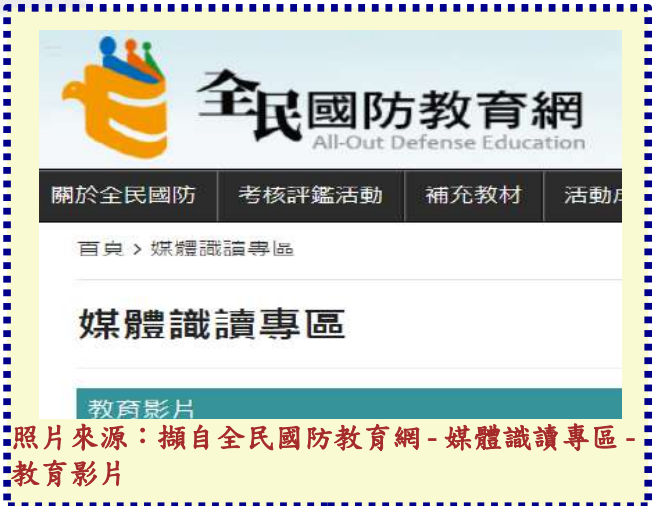 全民國防教育網
All-Out Defense Education
關於全民國防 考核評鑑活動 補充教材 活動
首頁 > 媒體識讀專區
媒體識讀專區
教育影片
照片來源：擷自全民國防教育網-媒體識讀專區-
教育影片